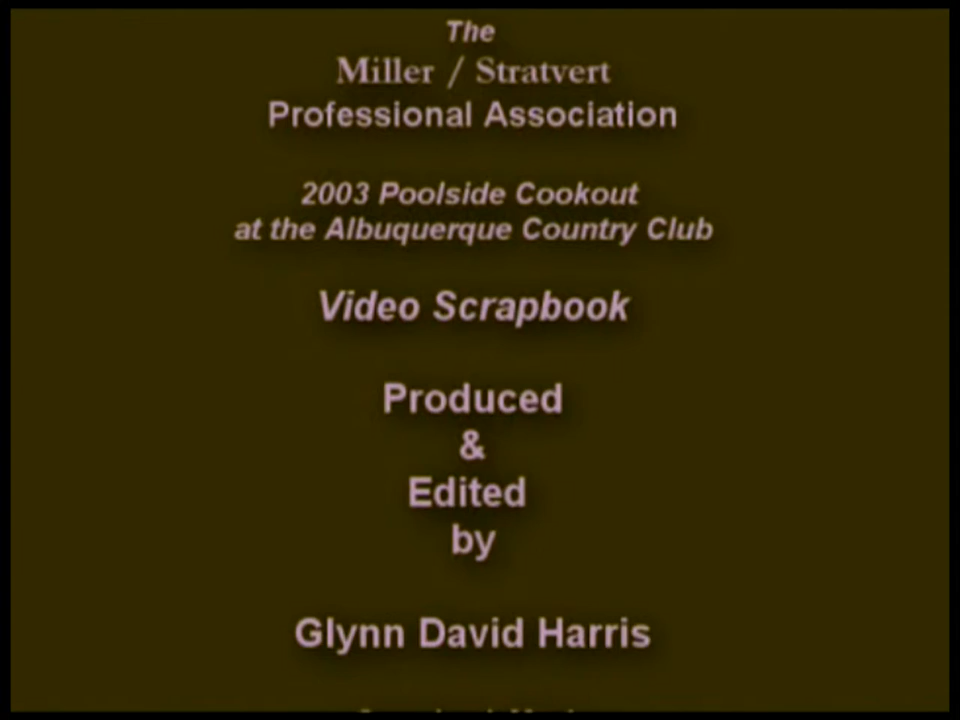 The
Miller / Stratvert
Professional Association
2003 Poolside Cookout
at the Albuquerque Country Club
Video Scrapbook
Produced
&
Edited
by
Glynn David Harris